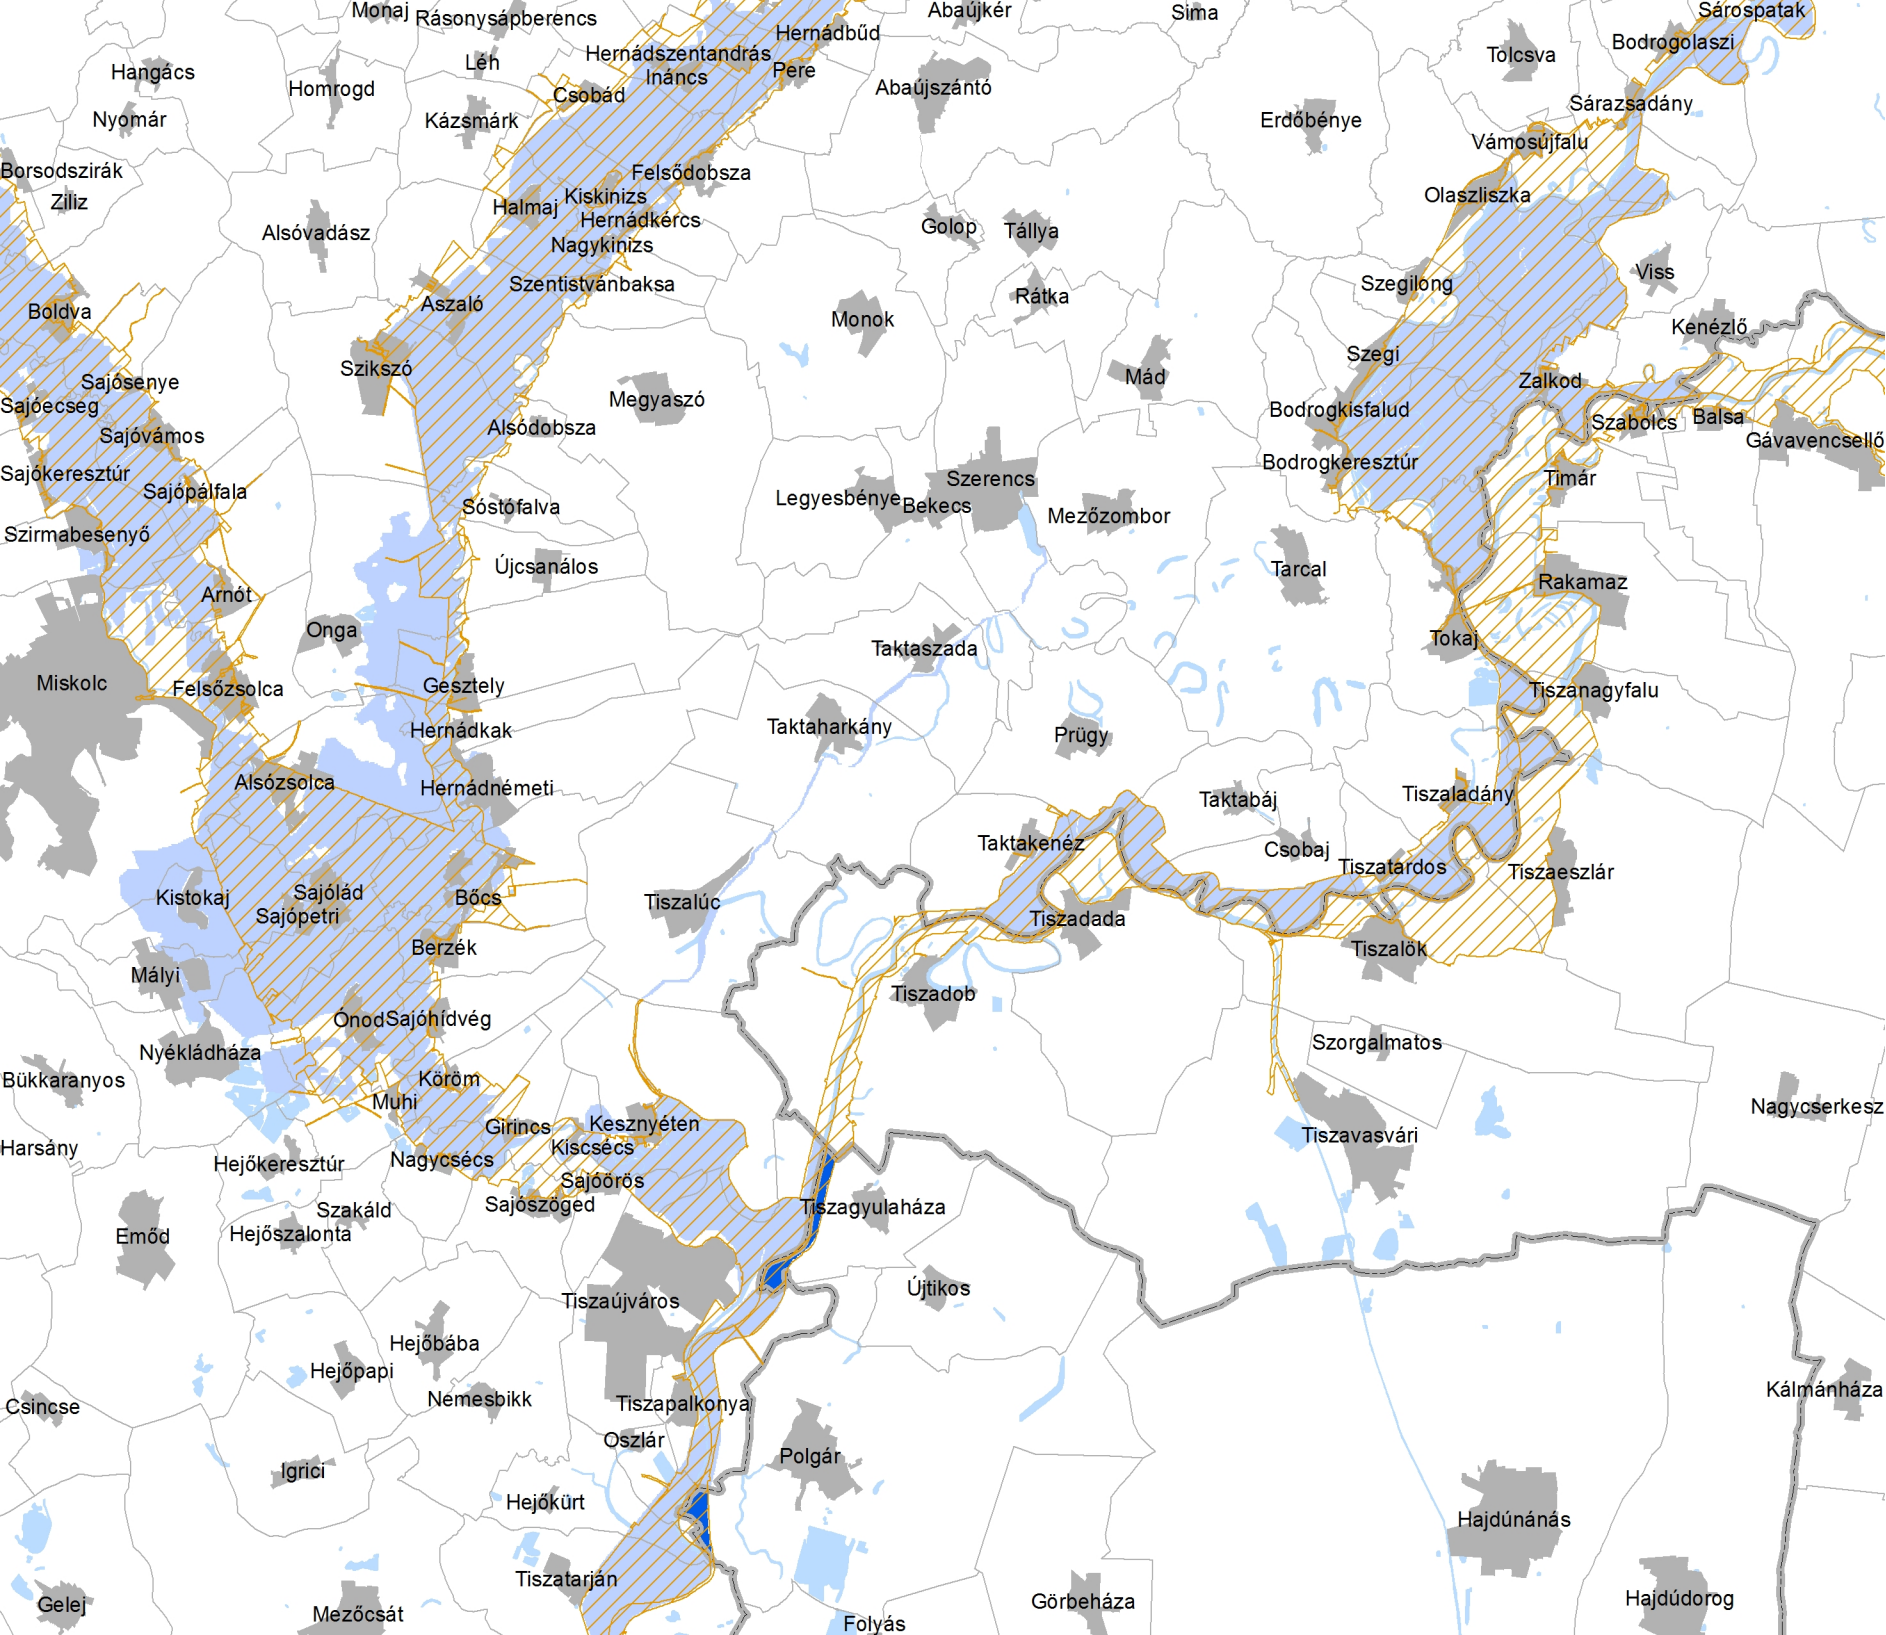 Monaj
Rásonysápberencs
Abaújkér
Sima
Sárospatak
Hernádbűd
Bodrogolaszi
Hernádszentandrás
Tolcsva
Léh
Hangács
Ináncs
Pere
Homrogd
Csobád
Abaújszántó
Sárazsadány
Nyomár
Kázsmárk
Erdőbénye
Vámosújfalu
Borsodszirák
Felsődobsza
Ziliz
Kiskinizs
Olaszliszka
Halmaj
Hernádkércs
Alsóvadász
Golop
Tállya
Nagykinizs
Viss
Szentistvánbaksa
Szegilong
Aszaló
Rátka
Boldva
Monok
Kenézlő
Szegi
Szikszó
Mád
Sajósenye
Zalkod
Sajóecseg
Megyaszó
Bodrogkisfalud
Balsa
Szabolcs
Sajóvámos
Alsódobsza
Gávavencsellő
Sajókeresztúr
Bodrogkeresztúr
Szerencs
Timár
Sajópálfala
Legyesbénye
Bekecs
Sóstófalva
Mezőzombor
Szirmabesenyő
Újcsanálos
Tarcal
Rakamaz
Arnót
Onga
Tokaj
Taktaszada
Miskolc
Felsőzsolca
Gesztely
Tiszanagyfalu
Hernádkak
Taktaharkány
Prügy
Alsózsolca
Hernádnémeti
Tiszaladány
Taktabáj
Taktakenéz
Csobaj
Tiszatardos
Tiszaeszlár
Kistokaj
Sajólád
Bőcs
Tiszalúc
Sajópetri
Tiszadada
Berzék
Tiszalök
Mályi
Tiszadob
Ónod
Sajóhídvég
Szorgalmatos
Nyékládháza
Bükkaranyos
Köröm
Muhi
Nagycserkesz
Girincs
Kesznyéten
Tiszavasvári
Harsány
Kiscsécs
Hejőkeresztúr
Nagycsécs
Sajóörös
Sajószöged
Tiszagyulaháza
Szakáld
Emőd
Hejőszalonta
Újtikos
Tiszaújváros
Hejőbába
Hejőpapi
Kálmánháza
Nemesbikk
Csincse
Tiszapalkonya
Oszlár
Polgár
Igrici
Hejőkürt
Hajdúnánás
Tiszatarján
Hajdúdorog
Gelej
Görbeháza
Mezőcsát
Folyás